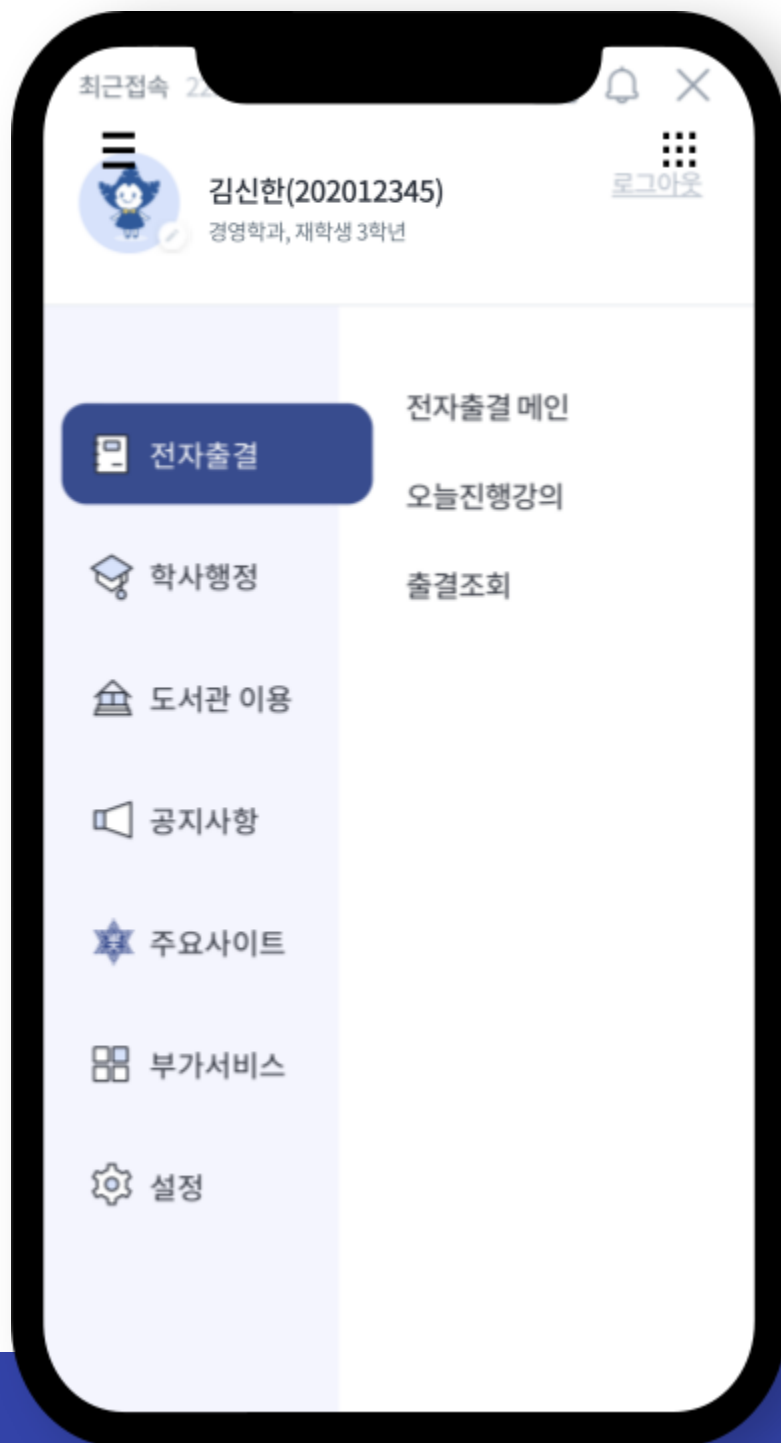 최근접속
로그아웃
김신한(202012345)
경영학과, 재학생 3학년
전자출결
학사행정
도서관 이용
공지사항
주요사이트
부가서비스
설정
전자출결 메인
오늘진행강의
출결조회